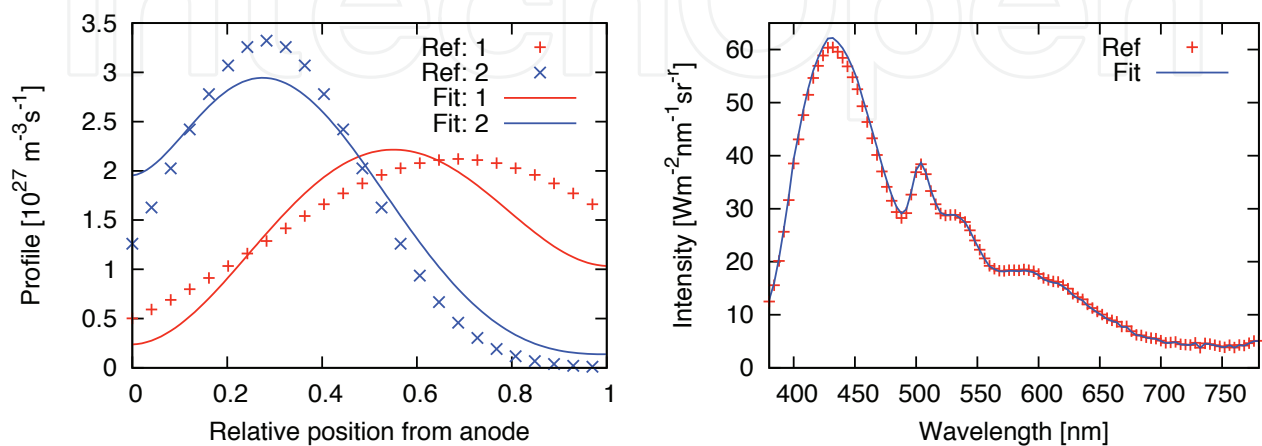 IntechOpen
3.5
3
2.5
2
1.5
1
0.5
0
0 0.2 0.4 0.6 0.8 1
Profile [10²⁷ m⁻³s⁻¹]
Relative position from anode
Ref: 1
Ref: 2
Fit: 1
Fit: 2
60
50
40
30
20
10
0
400 450 500 550 600 650 700 750
Intensity [Wm⁻²nm⁻¹sr⁻r]
Wavelength [nm]
Ref
Fit